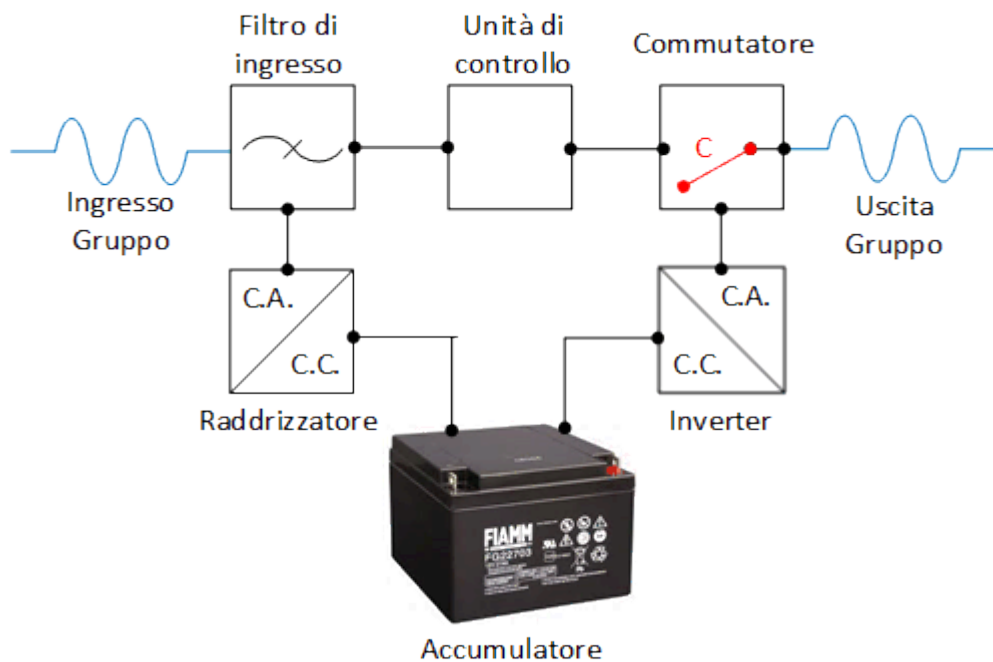 Filtro di
ingresso
Unità di
controllo
Commutatore
C
Ingresso
Gruppo
Uscita
Gruppo
C.A.
C.C.
C.A.
C.C.
Raddrizzatore
Inverter
FIAMM
FG22703
Accumulatore